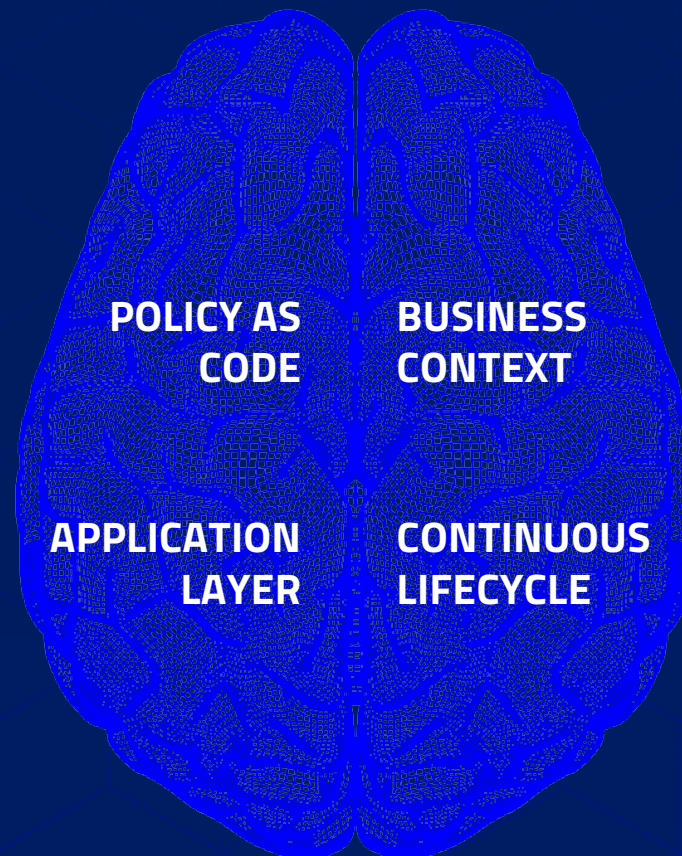 POLICY AS
CODE
BUSINESS
CONTEXT
APPLICATION
LAYER
CONTINUOUS
LIFECYCLE